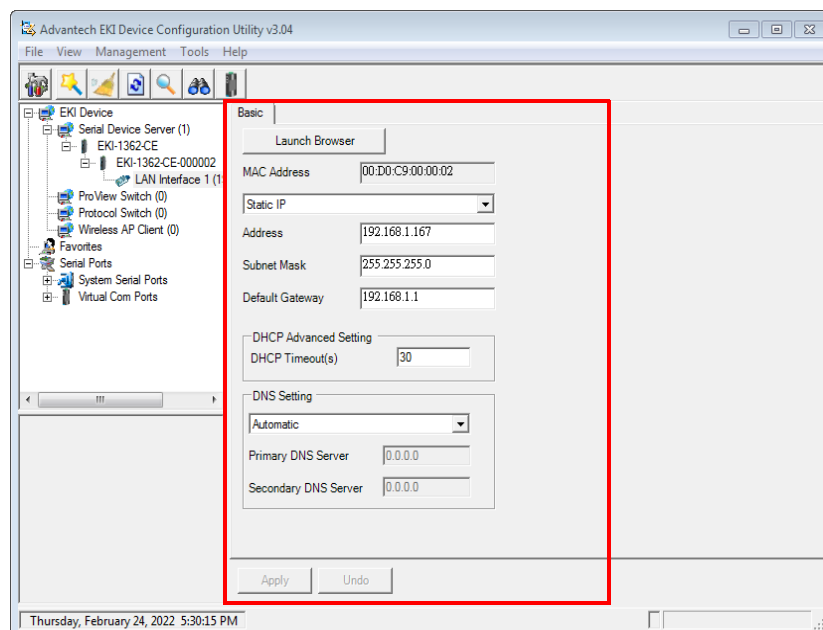 Advantech EKI Device Configuration Utility v3.04
File View Management Tools Help
EKI Device
Serial Device Server (1)
EKI-1362-CE
EKI-1362-CE-000002
LAN Interface 1 (1
ProView Switch (0)
Protocol Switch (0)
Wireless AP Client (0)
Favorites
Serial Ports
System Serial Ports
Virtual Com Ports
Basic
Launch Browser
MAC Address 00:D0:C9:00:00:02
Static IP
Address 192.168.1.167
Subnet Mask 255.255.255.0
Default Gateway 192.168.1.1
DHCP Advanced Setting
DHCP Timeout(s) 30
DNS Setting
Automatic
Primary DNS Server 0.0.0.0
Secondary DNS Server 0.0.0.0
Apply Undo
Thursday, February 24, 2022 5:30:15 PM